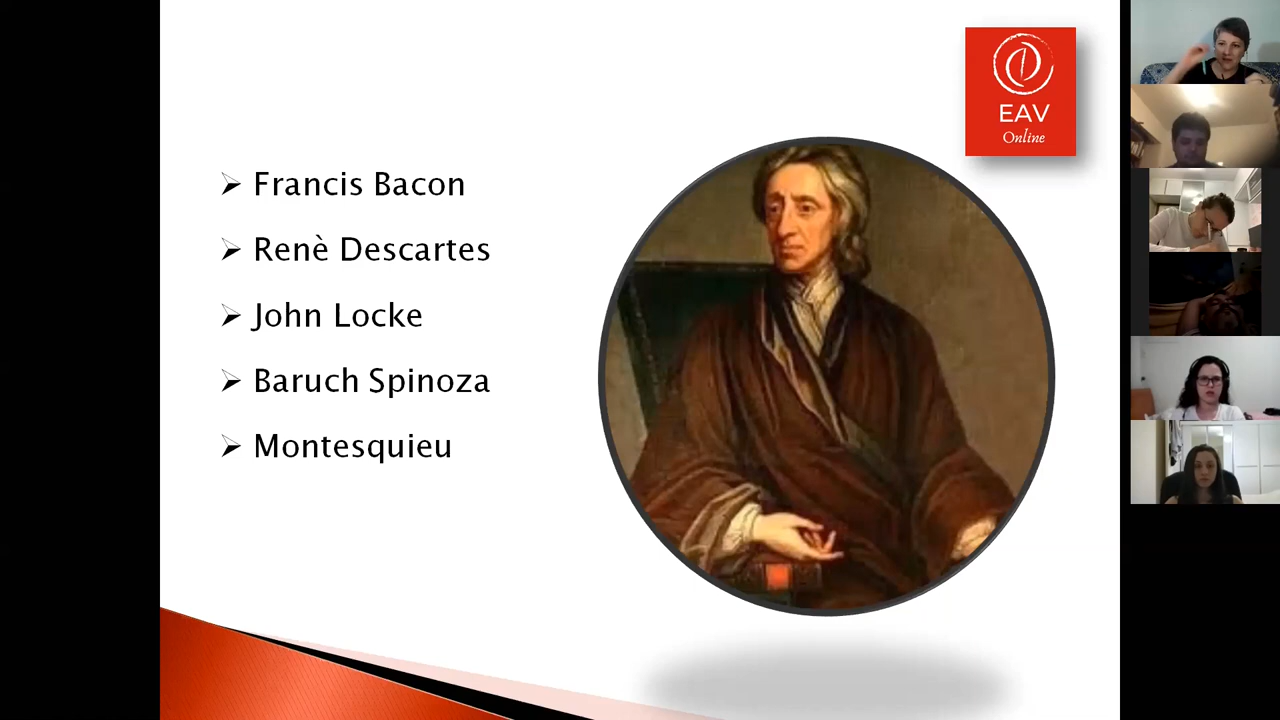 EAV
Online
Francis Bacon
Renè Descartes
John Locke
Baruch Spinoza
Montesquieu